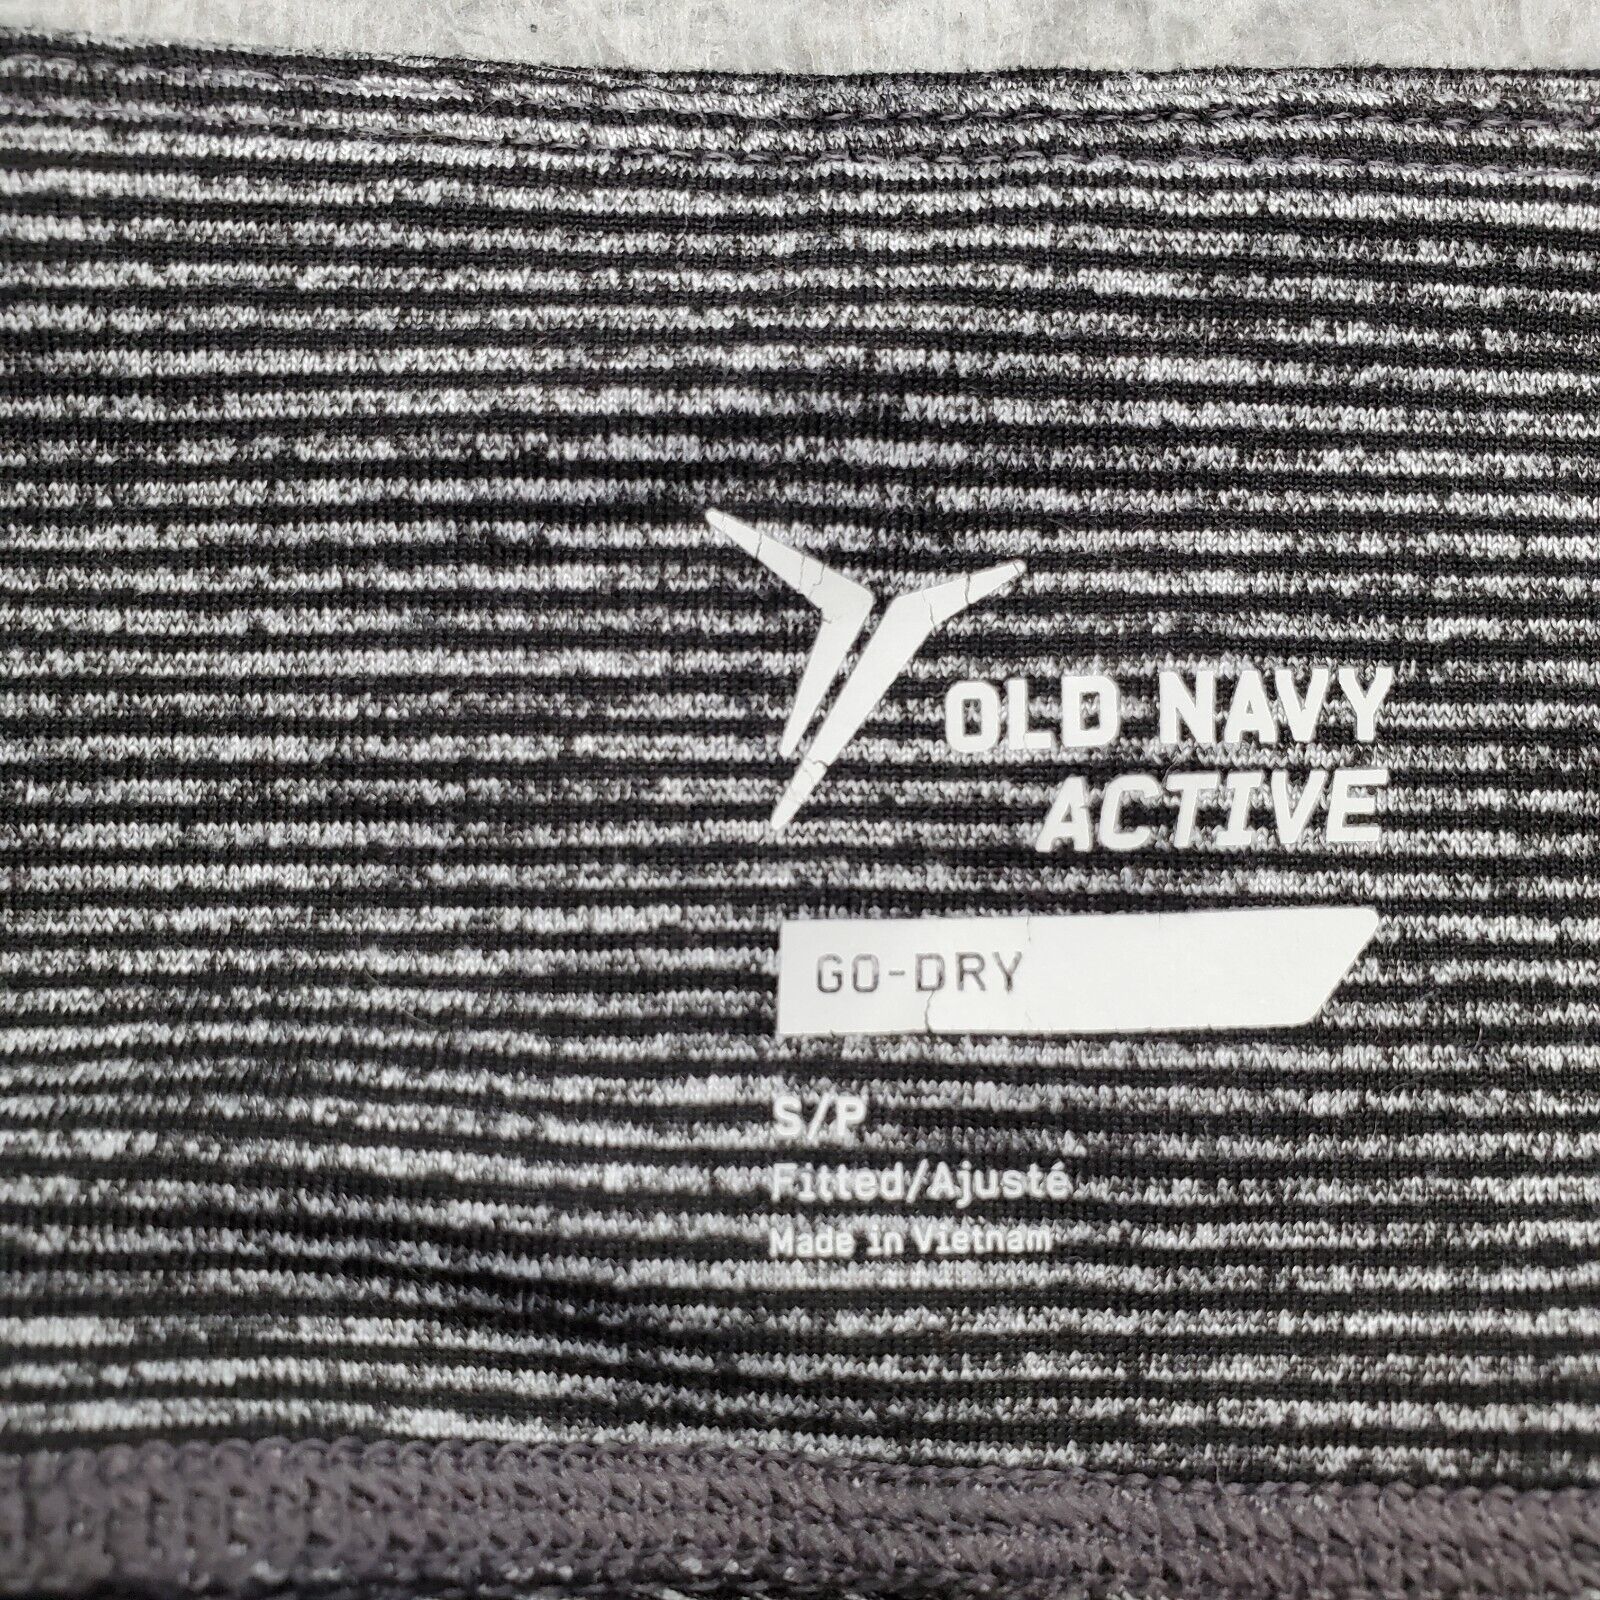 OLD NAVY
ACTIVE
GO-DRY
S/P
Fitted/Ajusté
Made in Vietnam